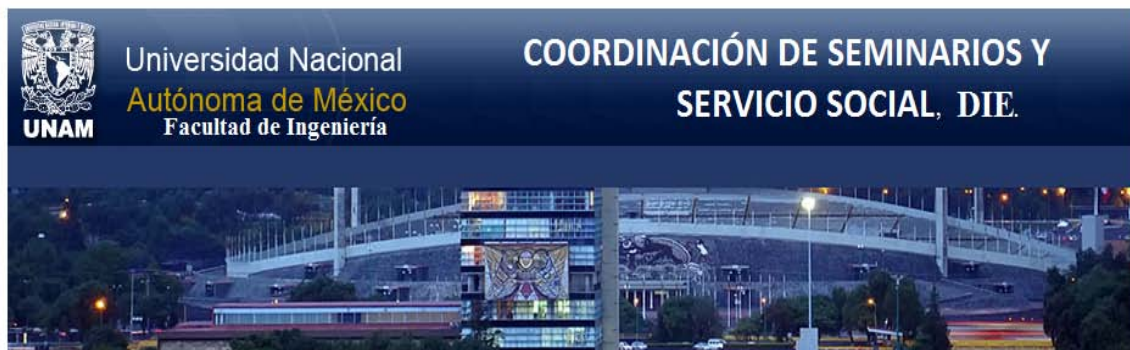 UNAM
Universidad Nacional
Autónoma de México
Facultad de Ingeniería
COORDINACIÓN DE SEMINARIOS Y
SERVICIO SOCIAL, DIE.